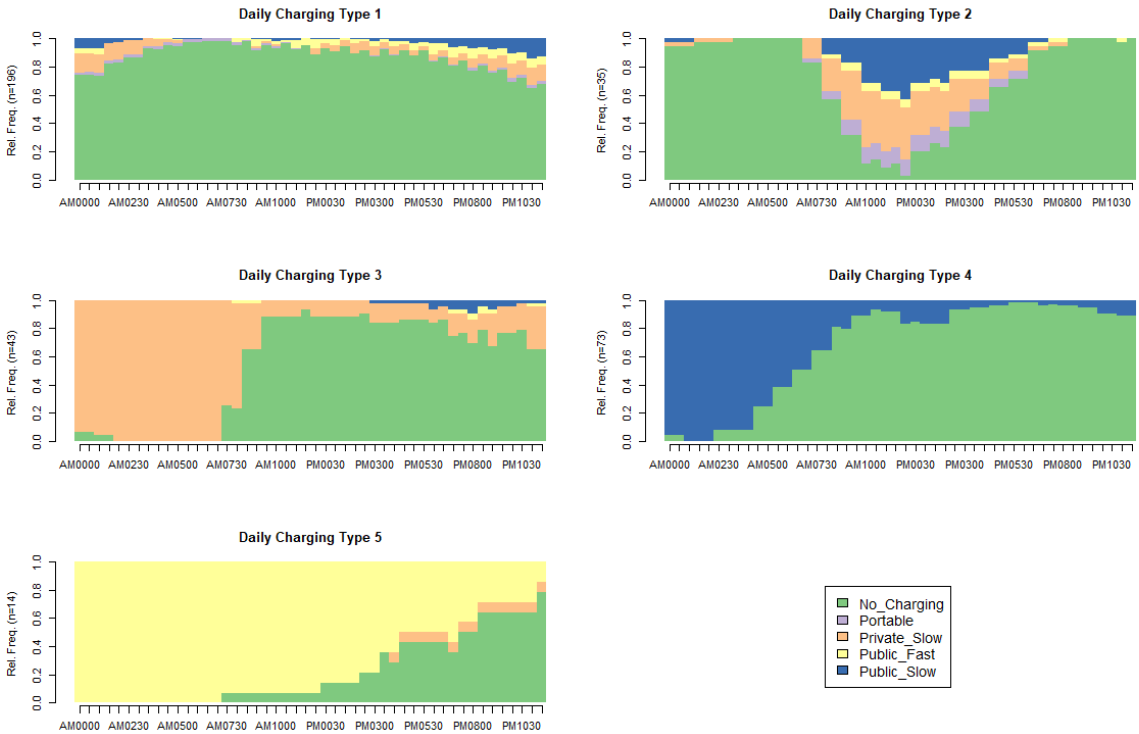 Daily Charging Type 1
Rel. Freq. (n=196)
0.0 0.2 0.4 0.6 0.8 1.0
AM0000 AM0230 AM0500 AM0730 AM1000 PM0030 PM0300 PM0530 PM0800 PM1030
Daily Charging Type 2
Rel. Freq. (n=35)
0.0 0.2 0.4 0.6 0.8 1.0
AM0000 AM0230 AM0500 AM0730 AM1000 PM0030 PM0300 PM0530 PM0800 PM1030
Daily Charging Type 3
Rel. Freq. (n=43)
0.0 0.2 0.4 0.6 0.8 1.0
AM0000 AM0230 AM0500 AM0730 AM1000 PM0030 PM0300 PM0530 PM0800 PM1030
Daily Charging Type 4
Rel. Freq. (n=73)
0.0 0.2 0.4 0.6 0.8 1.0
AM0000 AM0230 AM0500 AM0730 AM1000 PM0030 PM0300 PM0530 PM0800 PM1030
Daily Charging Type 5
Rel. Freq. (n=14)
0.0 0.2 0.4 0.6 0.8 1.0
AM0000 AM0230 AM0500 AM0730 AM1000 PM0030 PM0300 PM0530 PM0800 PM1030
No_Charging
Portable
Private_Slow
Public_Fast
Public_Slow